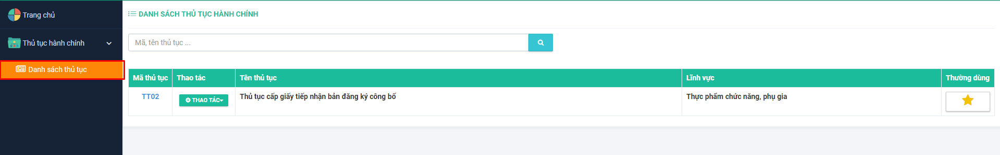 Trang chủ
Thủ tục hành chính
Danh sách thủ tục
DANH SÁCH THỦ TỤC HÀNH CHÍNH
Mã, tên thủ tục ...
Mã thủ tục Thao tác Tên thủ tục Lĩnh vực Thường dùng
TT02 THAO TÁC Thủ tục cấp giấy tiếp nhận bản đăng ký công bố Thực phẩm chức năng, phụ gia